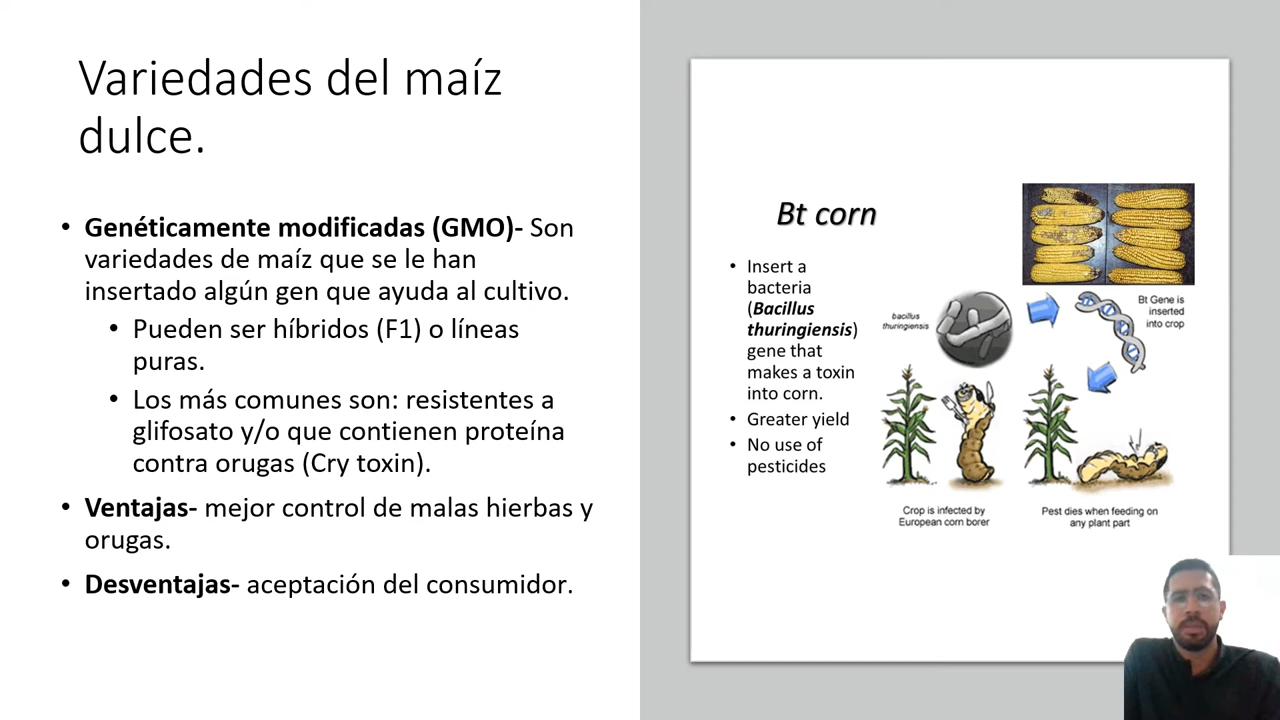 Variedades del maíz
dulce.
• Genéticamente modificadas (GMO)- Son
variedades de maíz que se le han
insertado algún gen que ayuda al cultivo.
• Pueden ser híbridos (F1) o líneas
puras.
• Los más comunes son: resistentes a
glifosato y/o que contienen proteína
contra orugas (Cry toxin).
• Ventajas- mejor control de malas hierbas y
orugas.
• Desventajas- aceptación del consumidor.
Bt corn
• Insert a
bacteria
(Bacillus
thuringiensis)
gene that
makes a toxin
into corn.
• Greater yield
• No use of
pesticides
bacillus
thuringiensis
Bt Gene is
inserted
into crop
Crop is infected by
European corn borer
Pest dies when feeding on
any plant part